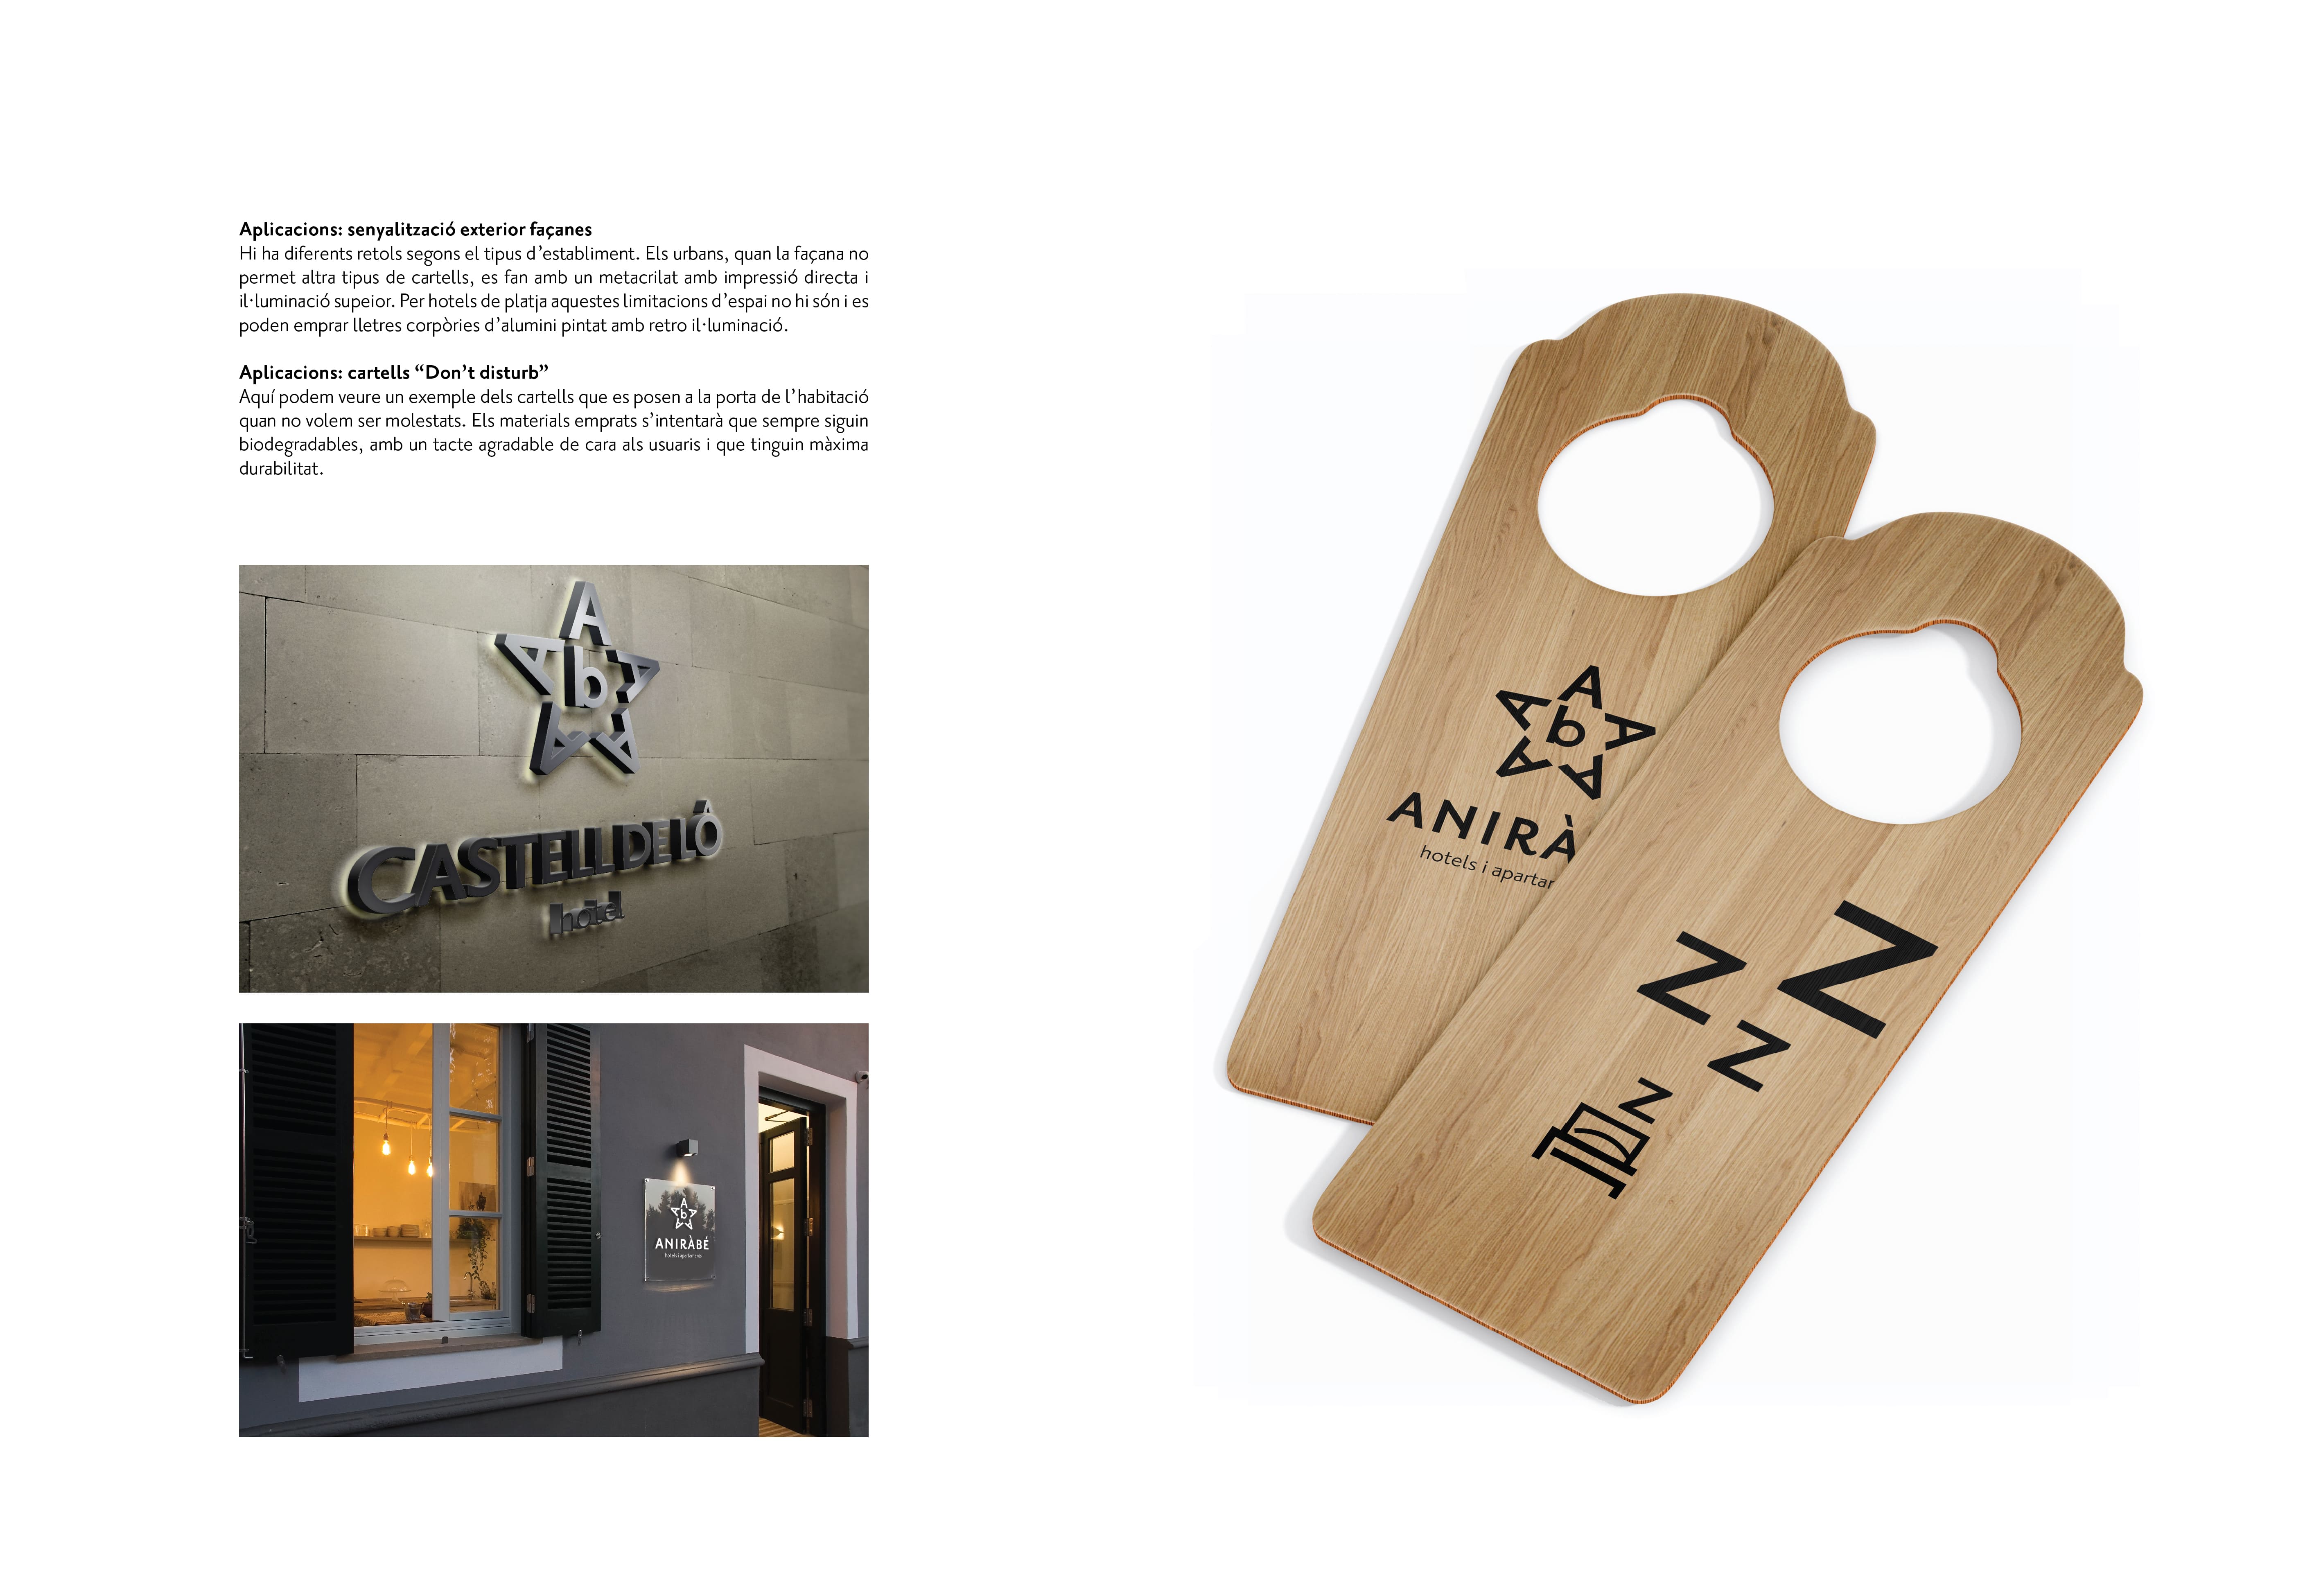 Aplicacions: senyalització exterior façanes
Hi ha diferents retols segons el tipus d’establiment. Els urbans, quan la façana no
permet altra tipus de cartells, es fan amb un metacrilat amb impressió directa i
il·luminació supeior. Per hotels de platja aquestes limitacions d’espai no hi són i es
poden emprar lletres corpòries d’alumini pintat amb retro il·luminació.
Aplicacions: cartells “Don’t disturb”
Aquí podem veure un exemple dels cartells que es posen a la porta de l’habitació
quan no volem ser molestats. Els materials emprats s’intentarà que sempre siguin
biodegradables, amb un tacte agradable de cara als usuaris i que tinguin màxima
durabilitat.
A
A b A
A A
CASTELL DE LÔ
hotel
A
A b A
A A
ANIRÀBÉ
hotels i apartaments
A
A b A
A A
ANIRÀ
hotels i apartar
Z
Z
Z
Z